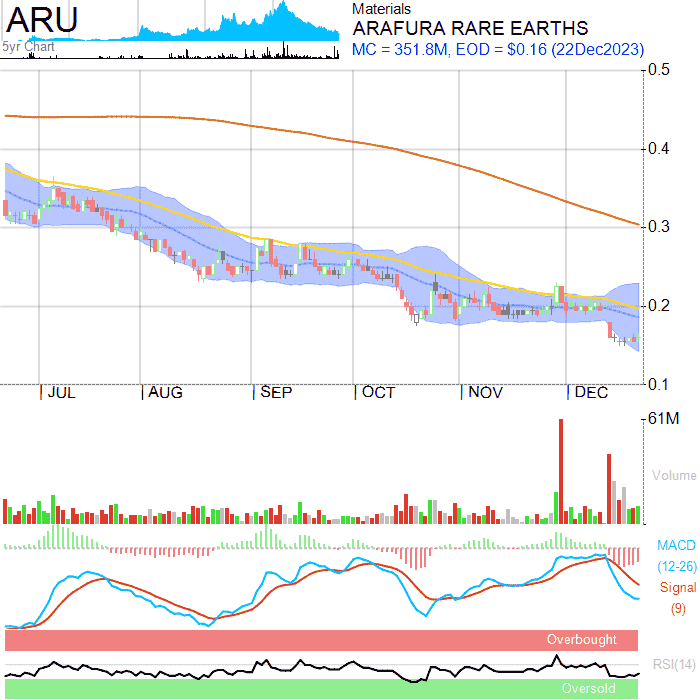 ARU
5yr Chart
Materials
ARAFURA RARE EARTHS
MC = 351.8M, EOD = $0.16 (22Dec2023)
0.5
0.4
0.3
0.2
0.1
JUL AUG SEP OCT NOV DEC
61M
Volume
MACD
(12-26)
Signal
(9)
Overbought
RSI(14)
Oversold